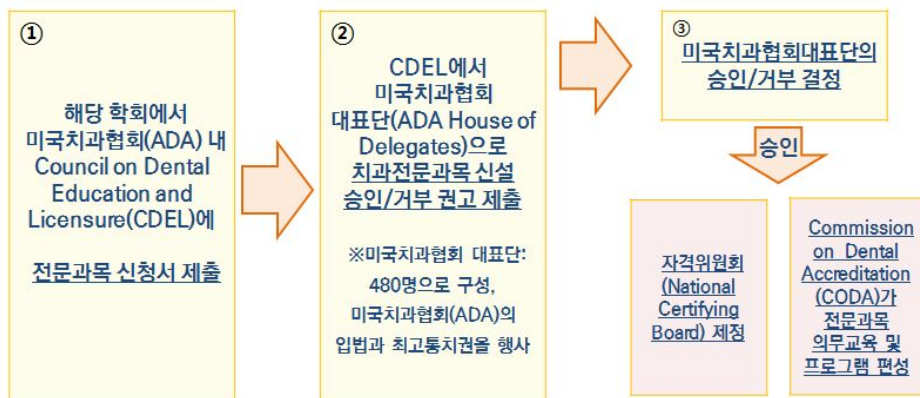 ①
해당 학회에서
미국치과협회(ADA) 내
Council on Dental
Education and
Licensure(CDEL)에
전문과목 신청서 제출
②
CDEL에서
미국치과협회
대표단(ADA House of
Delegates)으로
치과전문과목 신설
승인/거부 권고 제출
※미국치과협회 대표단:
480명으로 구성,
미국치과협회(ADA)의
입법과 최고통치권을 행사
③
미국치과협회대표단의
승인/거부 결정
승인
자격위원회
(National
Certifying
Board) 제정
Commission
on Dental
Accreditation
(CODA)가
전문과목
의무교육 및
프로그램 편성